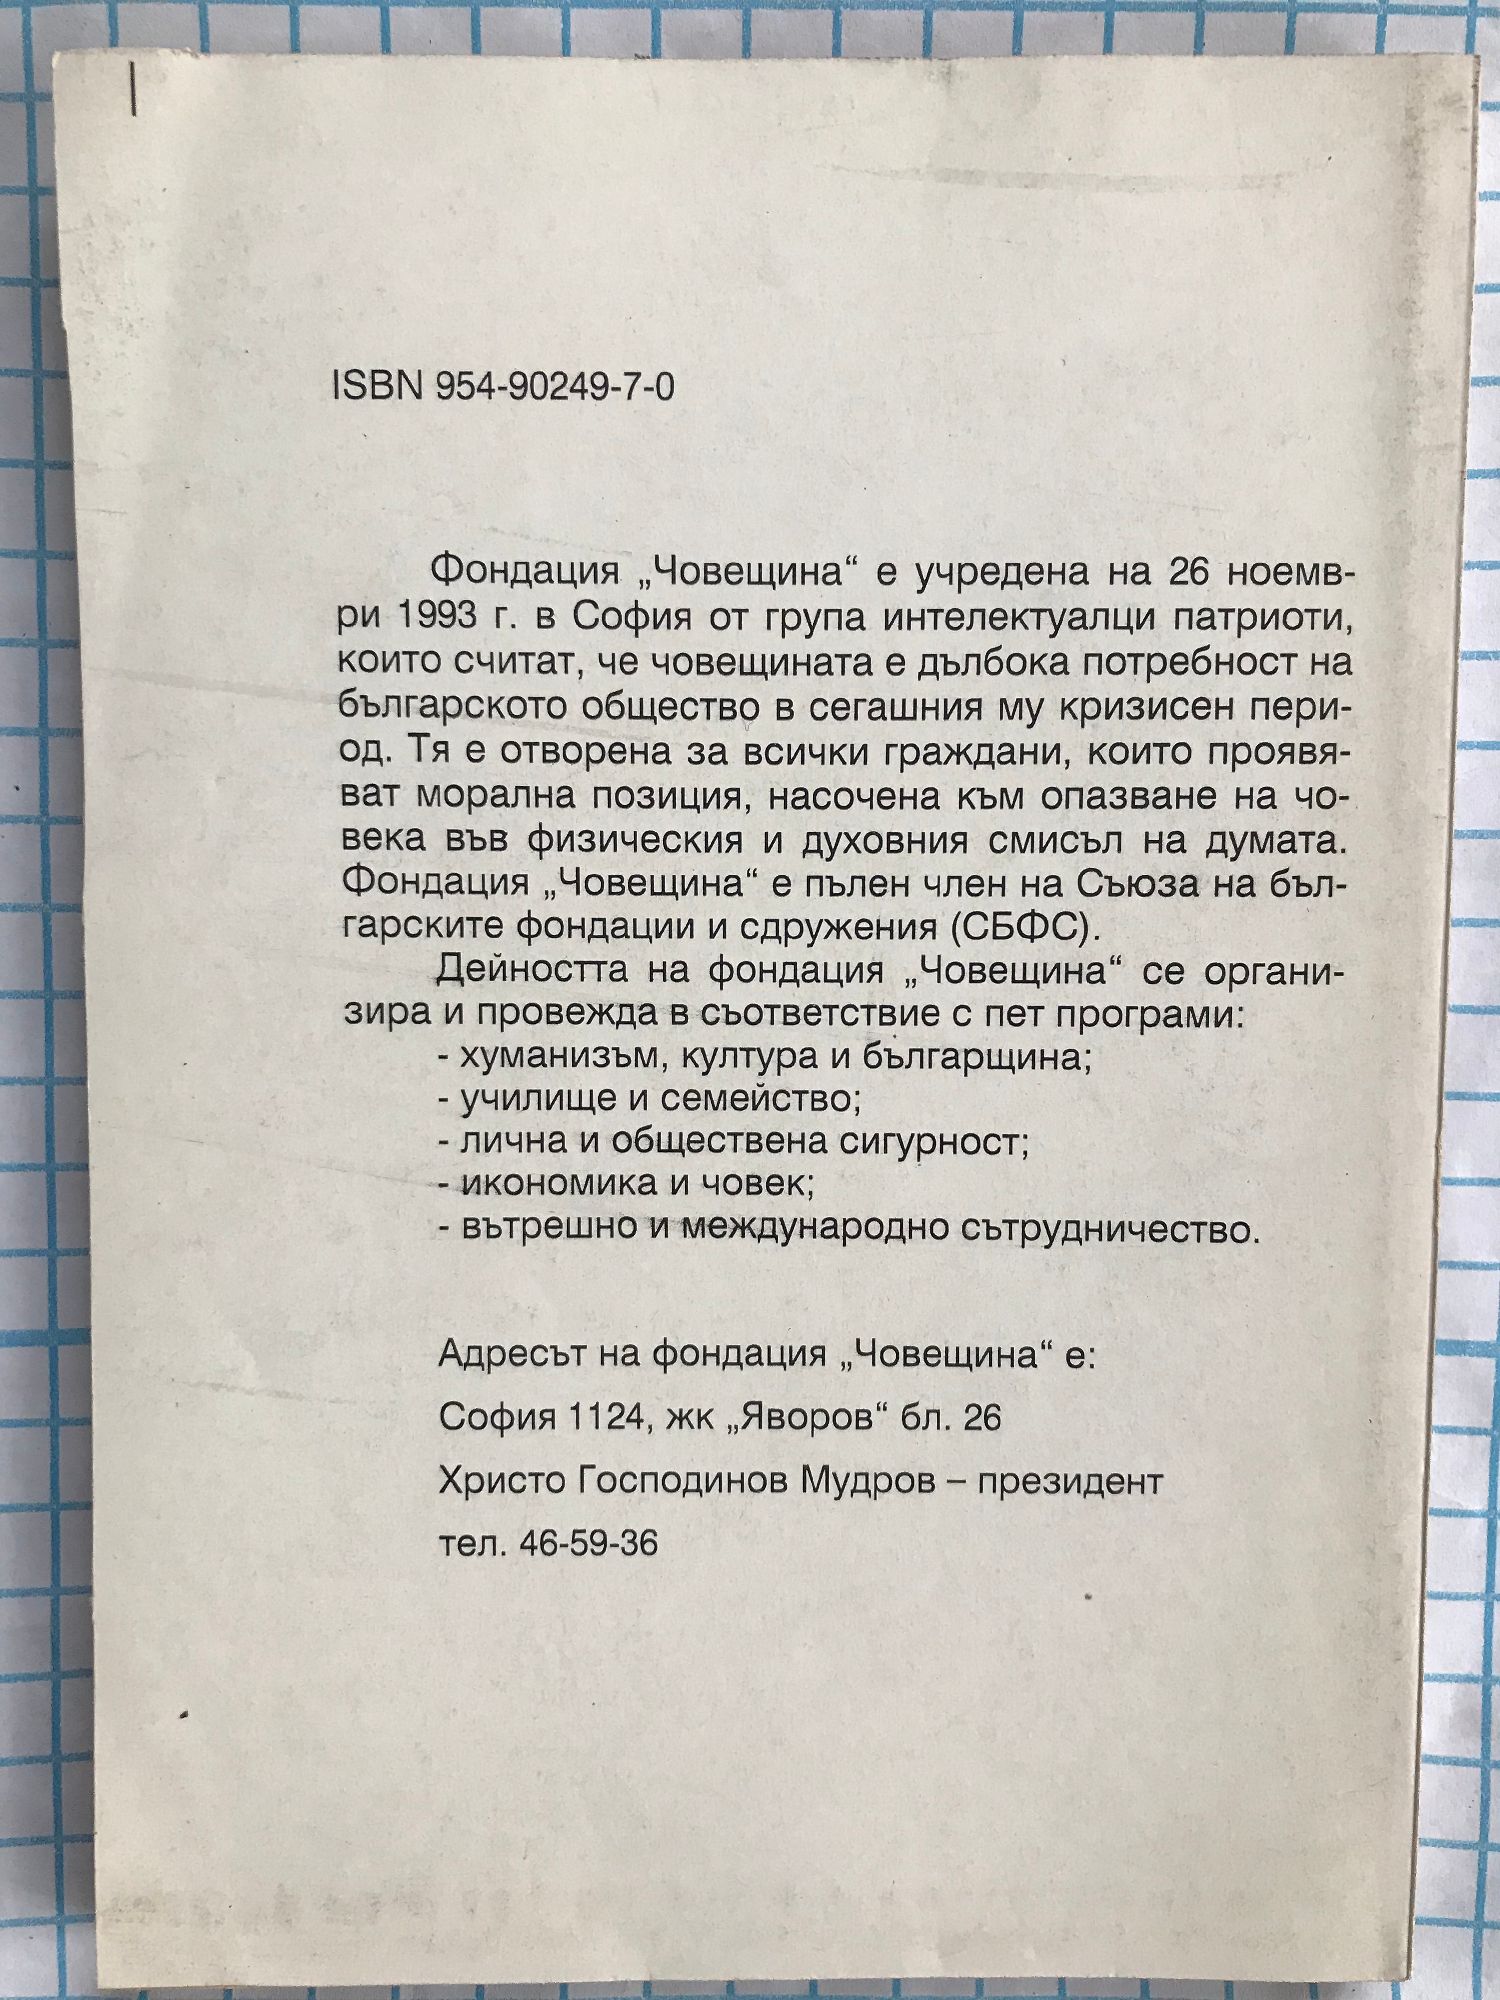 ISBN 954-90249-7-0
Фондация „Човещина“ е учредена на 26 ноемв-
ри 1993 г. в София от група интелектуалци патриоти,
които считат, че човещината е дълбока потребност на
българското общество в сегашния му кризисен пери-
од. Тя е отворена за всички граждани, които проявя-
ват морална позиция, насочена към опазване на чо-
века във физическия и духовния смисъл на думата.
Фондация „Човещина“ е пълен член на Съюза на бъл-
гарските фондации и сдружения (СБФС).
Дейността на фондация „Човещина“ се органи-
зира и провежда в съответствие с пет програми:
- хуманизъм, култура и българщина;
- училище и семейство;
- лична и обществена сигурност;
- икономика и човек;
- вътрешно и международно сътрудничество.
Адресът на фондация „Човещина“ е:
София 1124, жк „Яворов“ бл. 26
Христо Господинов Мудров – президент
тел. 46-59-36